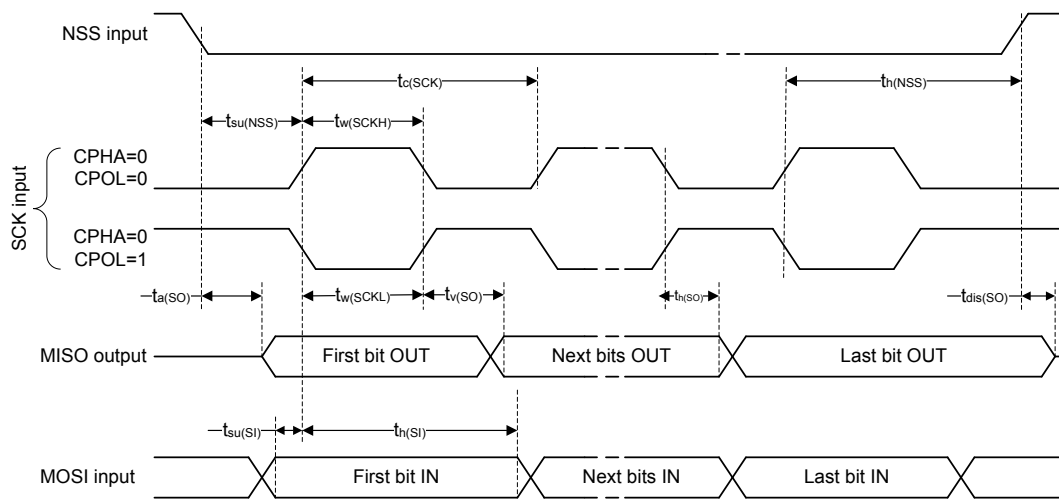 NSS input
tc(SCK)
th(NSS)
tsu(NSS)
tw(SCKH)
SCK input
CPHA=0
CPOL=0
CPHA=0
CPOL=1
ta(SO)
tw(SCKL)
tv(SO)
th(SO)
tdis(SO)
MISO output
First bit OUT
Next bits OUT
Last bit OUT
tsu(SI)
th(SI)
MOSI input
First bit IN
Next bits IN
Last bit IN